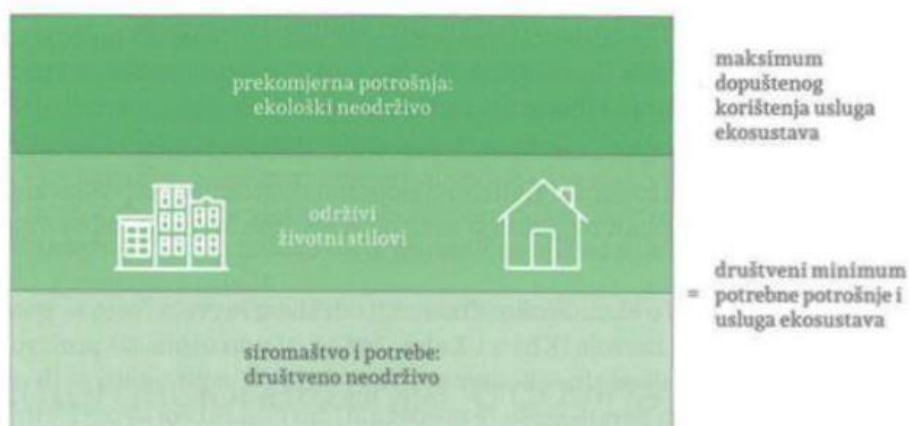 prekomjerna potrošnja:
ekološki neodrživo
maksimum
dopuštenog
korištenja usluga
ekosustava
održivi
životni stilovi
= društveni minimum
potrebne potrošnje i
usluga ekosustava
siromaštvo i potrebe:
društveno neodrživo